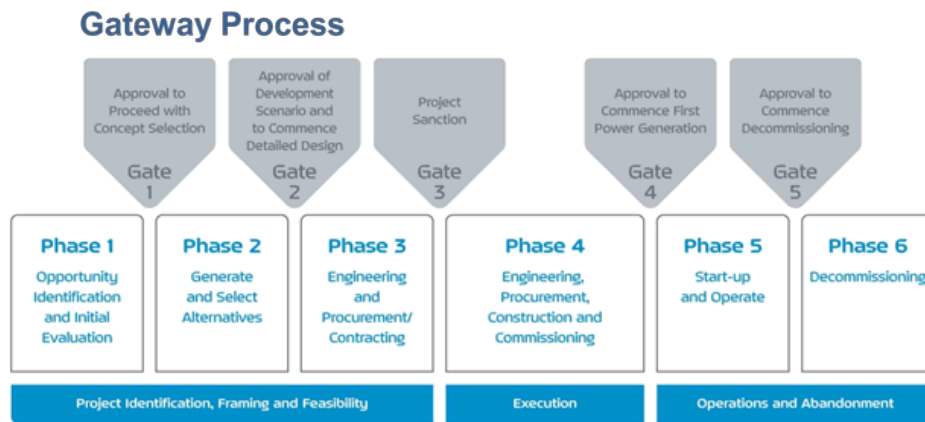 Gateway Process
Approval to
Proceed with
Concept Selection
Gate
1
Approval of
Development
Scenario and
to Commence
Detailed Design
Gate
2
Project
Sanction
Gate
3
Approval to
Commence First
Power Generation
Gate
4
Approval to
Commence
Decommissioning
Gate
5
Phase 1
Opportunity
Identification
and Initial
Evaluation
Phase 2
Generate
and Select
Alternatives
Phase 3
Engineering
and
Procurement/
Contracting
Phase 4
Engineering,
Procurement,
Construction and
Commissioning
Phase 5
Start-up
and Operate
Phase 6
Decommissioning
Project Identification, Framing and Feasibility
Execution
Operations and Abandonment